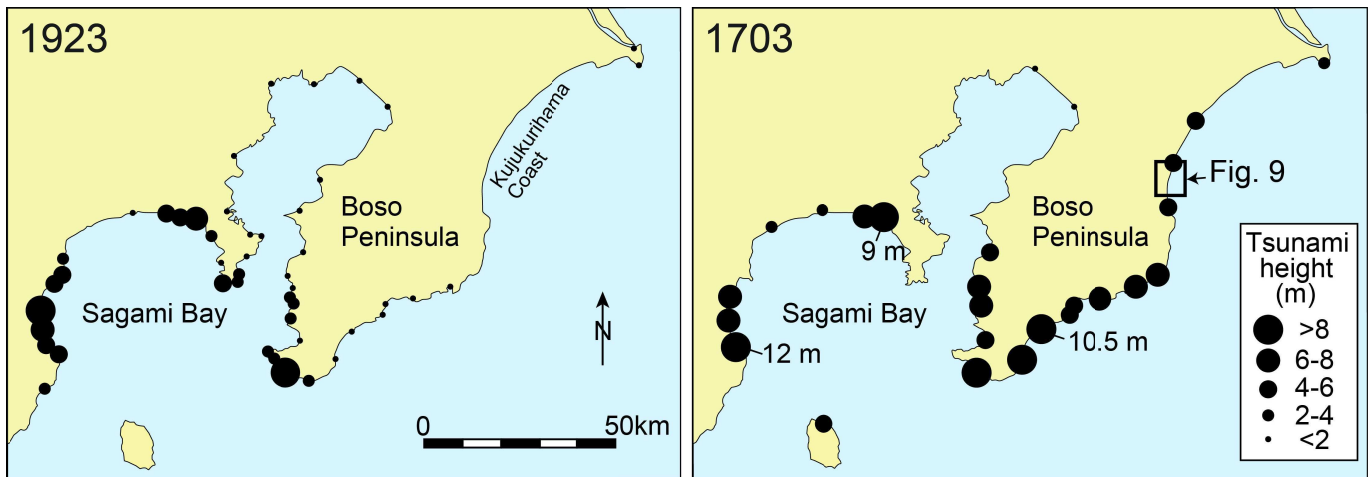 1923
Kujukurihama
Coast
Boso
Peninsula
Sagami Bay
N
0
50km
1703
Fig. 9
Boso
Peninsula
9 m
Sagami Bay
12 m
10.5 m
Tsunami
height
(m)
>8
6-8
4-6
2-4
<2